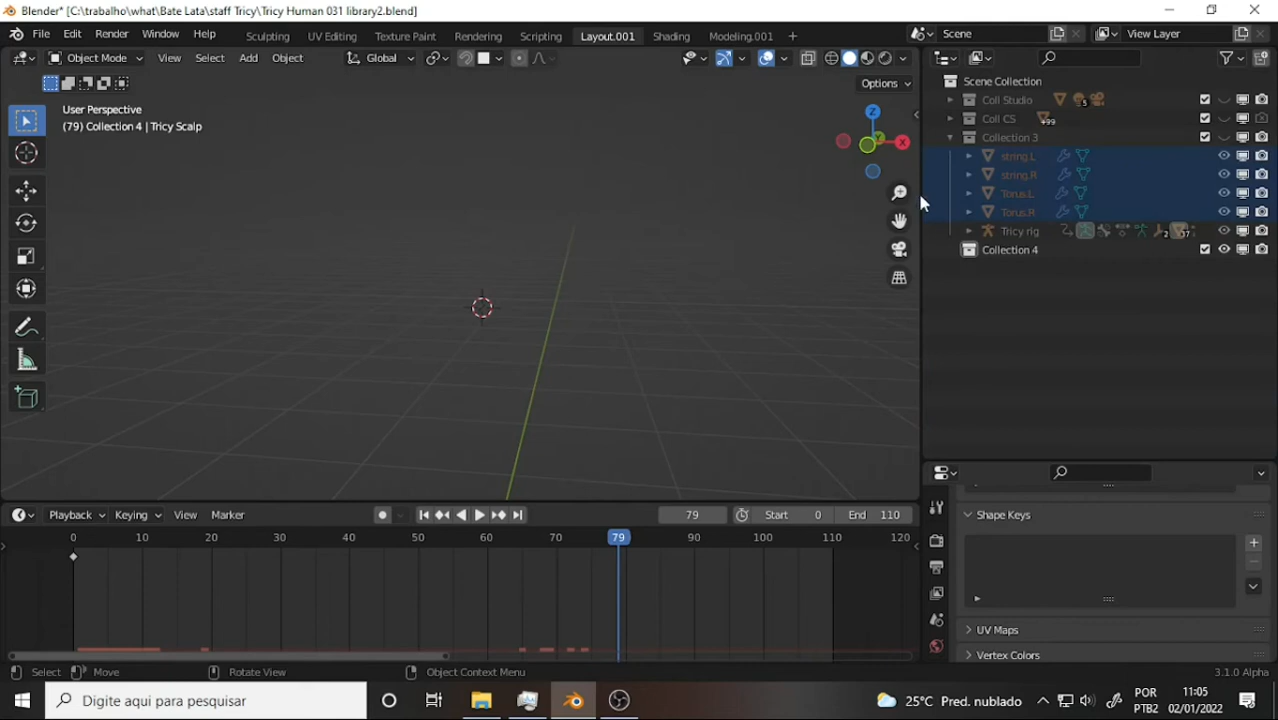 Blender* [C:\trabalho\what\Bate Lata\staff Tricy\Tricy Human 031 library2.blend]
File Edit Render Window Help Sculpting UV Editing Texture Paint Rendering Scripting Layout.001 Shading Modeling.001 Scene View Layer
Object Mode View Select Add Object Global
Options
User Perspective
(79) Collection 4 | Tricy Scalp
Z
Y
X
Scene Collection
Coll Studio 5
Coll CS +99
Collection 3
string.L
string.R
Torus.L
Torus.R
Tricy rig 2 37
Collection 4
Playback Keying View Marker 79 Start 0 End 110
0 10 20 30 40 50 60 70 79 90 100 110 120
Shape Keys
UV Maps
Vertex Colors
Select Move Rotate View Object Context Menu 3.1.0 Alpha
Digite aqui para pesquisar
25°C Pred. nublado
POR
PTB2
11:05
02/01/2022